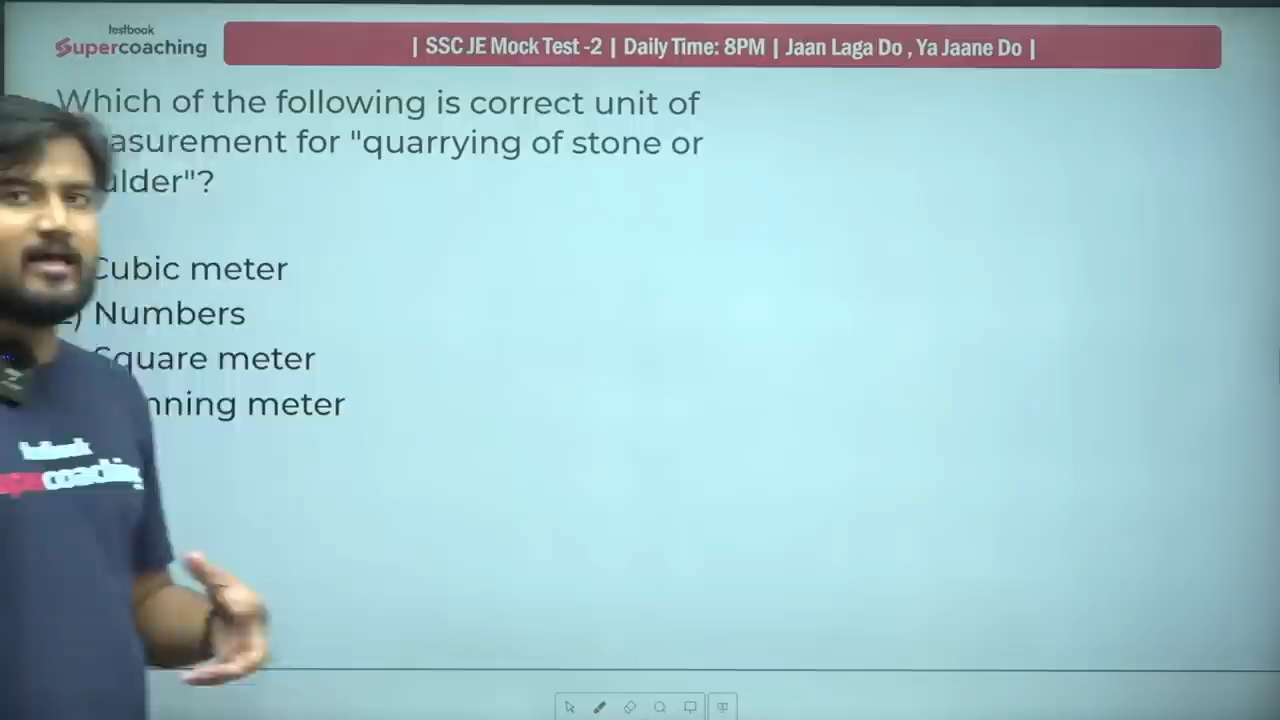 testbook
Supercoaching
| SSC JE Mock Test -2 | Daily Time: 8PM | Jaan Laga Do , Ya Jaane Do |
Which of the following is correct unit of
asurement for "quarrying of stone or
ulder"?
Cubic meter
2) Numbers
Square meter
nning meter
coaching